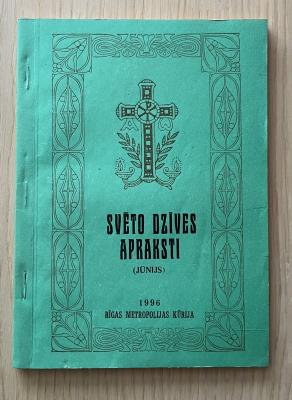 SVĒTO DZĪVES
APRAKSTI
(JŪNIJS)
1996
RĪGAS METROPOLIJAS KŪRIJA